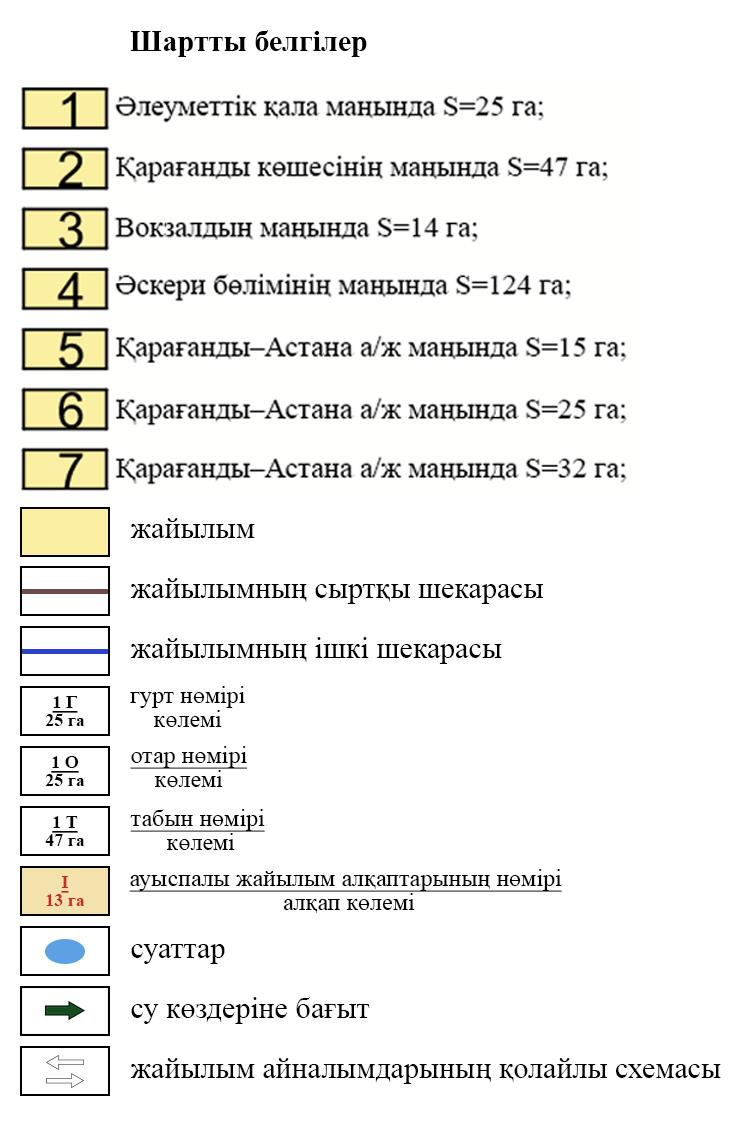 Шартты белгілер
1 Әлеуметтік қала маңында S=25 га;
2 Қарағанды көшесінің маңында S=47 га;
3 Вокзалдың маңында S=14 га;
4 Әскери бөлімінің маңында S=124 га;
5 Қарағанды–Астана а/ж маңында S=15 га;
6 Қарағанды–Астана а/ж маңында S=25 га;
7 Қарағанды–Астана а/ж маңында S=32 га;
жайылым
жайылымның сыртқы шекарасы
жайылымның ішкі шекарасы
1 Г гурт нөмірі
25 га көлемі
1 О отар нөмірі
25 га көлемі
1 Т табын нөмірі
47 га көлемі
I ауыспалы жайылым алқаптарының нөмірі
13 га алқап көлемі
суаттар
су көздеріне бағыт
жайылым айналымдарының қолайлы схемасы